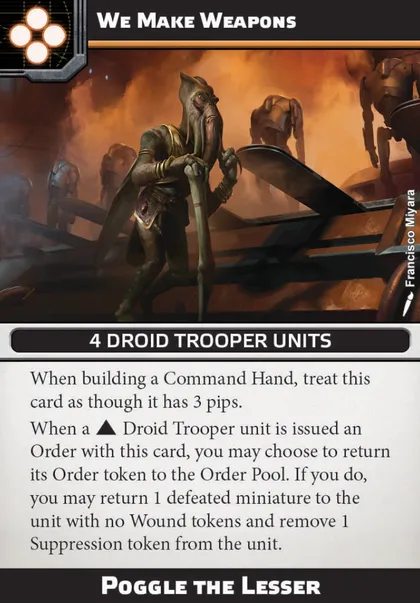 We Make Weapons
Francisco Miyara
4 DROID TROOPER UNITS
When building a Command Hand, treat this
card as though it has 3 pips.
When a ▲ Droid Trooper unit is issued an
Order with this card, you may choose to return
its Order token to the Order Pool. If you do,
you may return 1 defeated miniature to the
unit with no Wound tokens and remove 1
Suppression token from the unit.
Poggle the Lesser